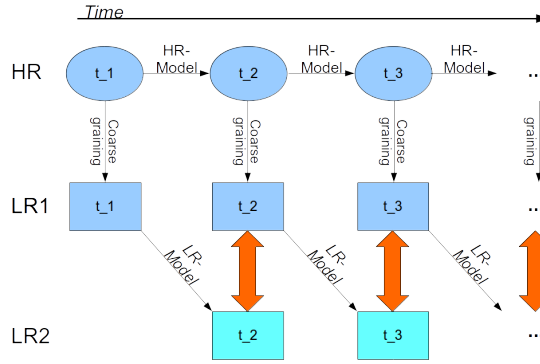 Time
HR- Model
HR- Model
HR- Model
HR
t_1
t_2
t_3
..
Coarse graining
Coarse graining
Coarse graining
graining
LR1
t_1
t_2
t_3
..
LR- Model
LR- Model
LR- Model
LR2
t_2
t_3
..